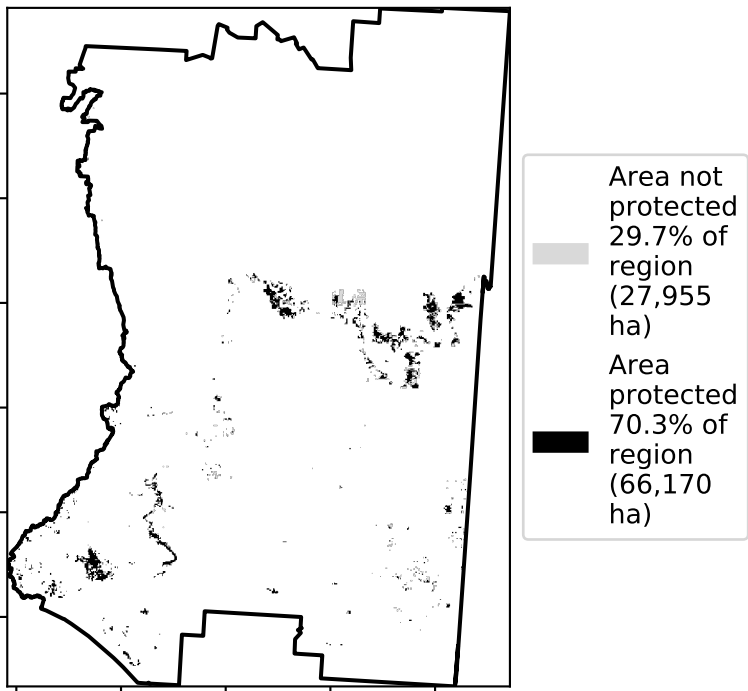 Area not
protected
29.7% of
region
(27,955
ha)
Area
protected
70.3% of
region
(66,170
ha)